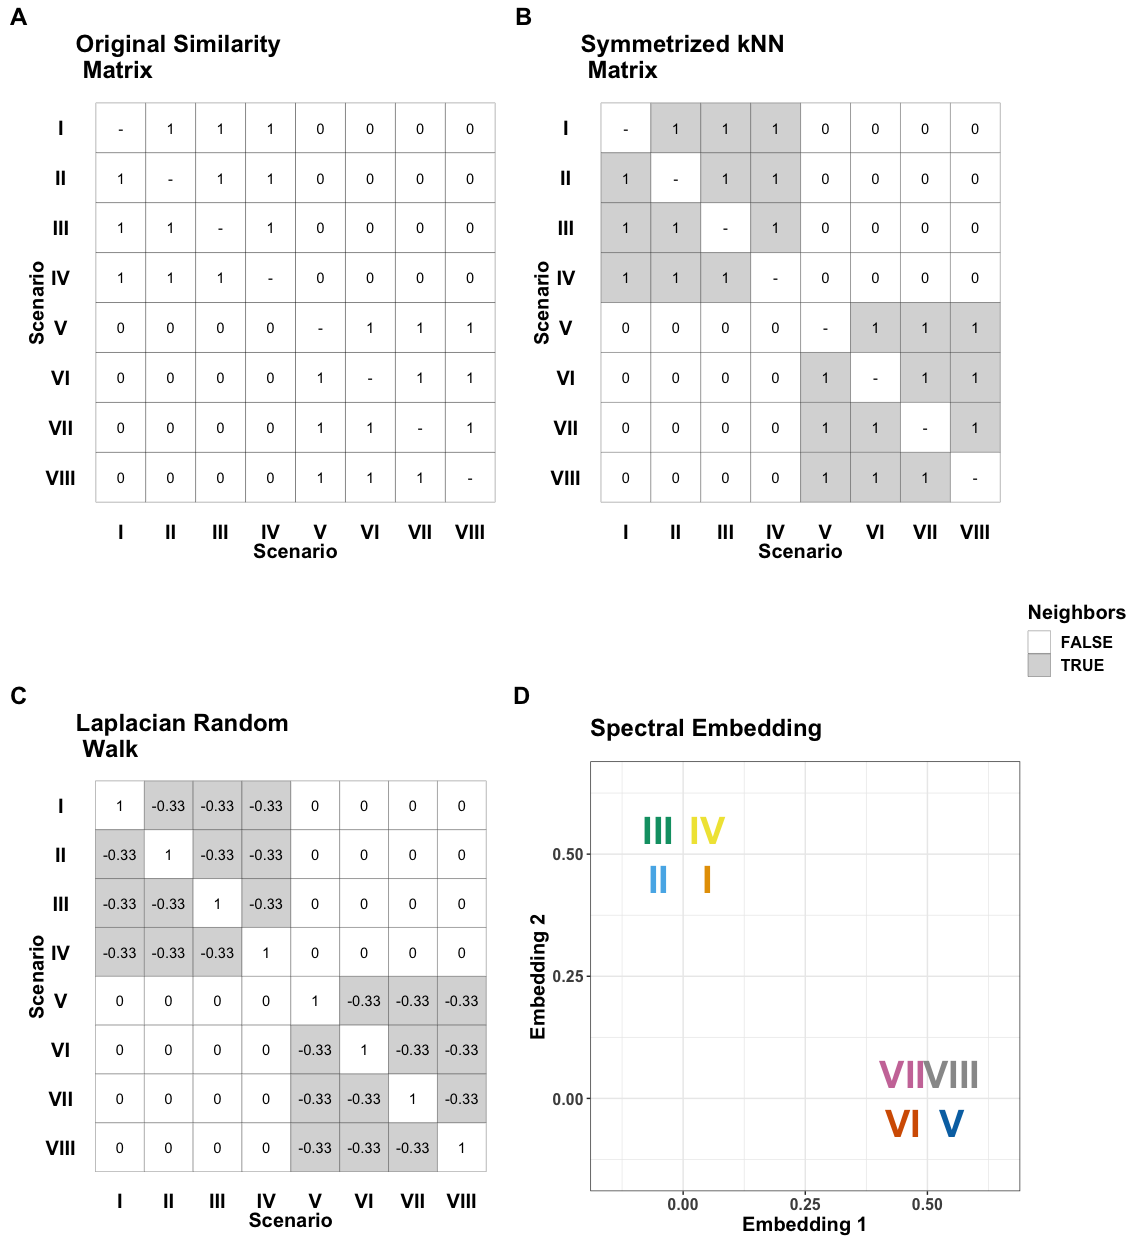 A
Original Similarity
Matrix
I - 1 1 1 0 0 0 0
II 1 - 1 1 0 0 0 0
III 1 1 - 1 0 0 0 0
IV 1 1 1 - 0 0 0 0
V 0 0 0 0 - 1 1 1
VI 0 0 0 0 1 - 1 1
VII 0 0 0 0 1 1 - 1
VIII 0 0 0 0 1 1 1 -
I II III IV V VI VII VIII
Scenario
Scenario
B
Symmetrized kNN
Matrix
I - 1 1 1 0 0 0 0
II 1 - 1 1 0 0 0 0
III 1 1 - 1 0 0 0 0
IV 1 1 1 - 0 0 0 0
V 0 0 0 0 - 1 1 1
VI 0 0 0 0 1 - 1 1
VII 0 0 0 0 1 1 - 1
VIII 0 0 0 0 1 1 1 -
I II III IV V VI VII VIII
Scenario
Scenario
Neighbors
FALSE
TRUE
C
Laplacian Random
Walk
I 1 -0.33 -0.33 -0.33 0 0 0 0
II -0.33 1 -0.33 -0.33 0 0 0 0
III -0.33 -0.33 1 -0.33 0 0 0 0
IV -0.33 -0.33 -0.33 1 0 0 0 0
V 0 0 0 0 1 -0.33 -0.33 -0.33
VI 0 0 0 0 -0.33 1 -0.33 -0.33
VII 0 0 0 0 -0.33 -0.33 1 -0.33
VIII 0 0 0 0 -0.33 -0.33 -0.33 1
I II III IV V VI VII VIII
Scenario
Scenario
D
Spectral Embedding
III IV
0.50
II I
0.25
VII VIII
0.00
VI V
0.00 0.25 0.50
Embedding 1
Embedding 2